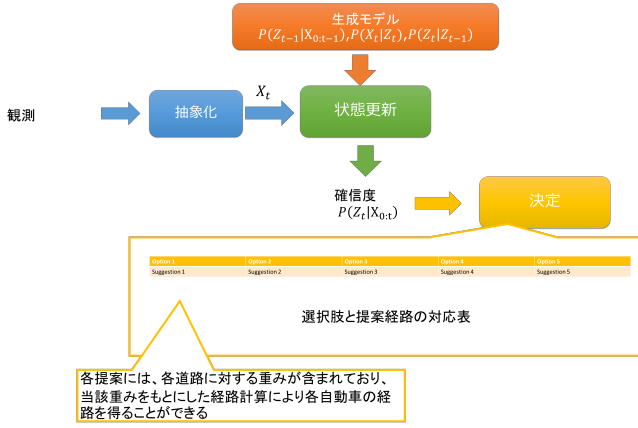 生成モデル
P(Z_{t-1}|X_{0:t-1}),P(X_t|Z_t),P(Z_t|Z_{t-1})
観測
抽象化
X_t
状態更新
確信度
P(Z_t|X_{0:t})
決定
Option 1 Option 2 Option 3 Option 4 Option 5
Suggestion 1 Suggestion 2 Suggestion 3 Suggestion 4 Suggestion 5
選択肢と提案経路の対応表
各提案には、各道路に対する重みが含まれており、
当該重みをもとにした経路計算により各自動車の経
路を得ることができる